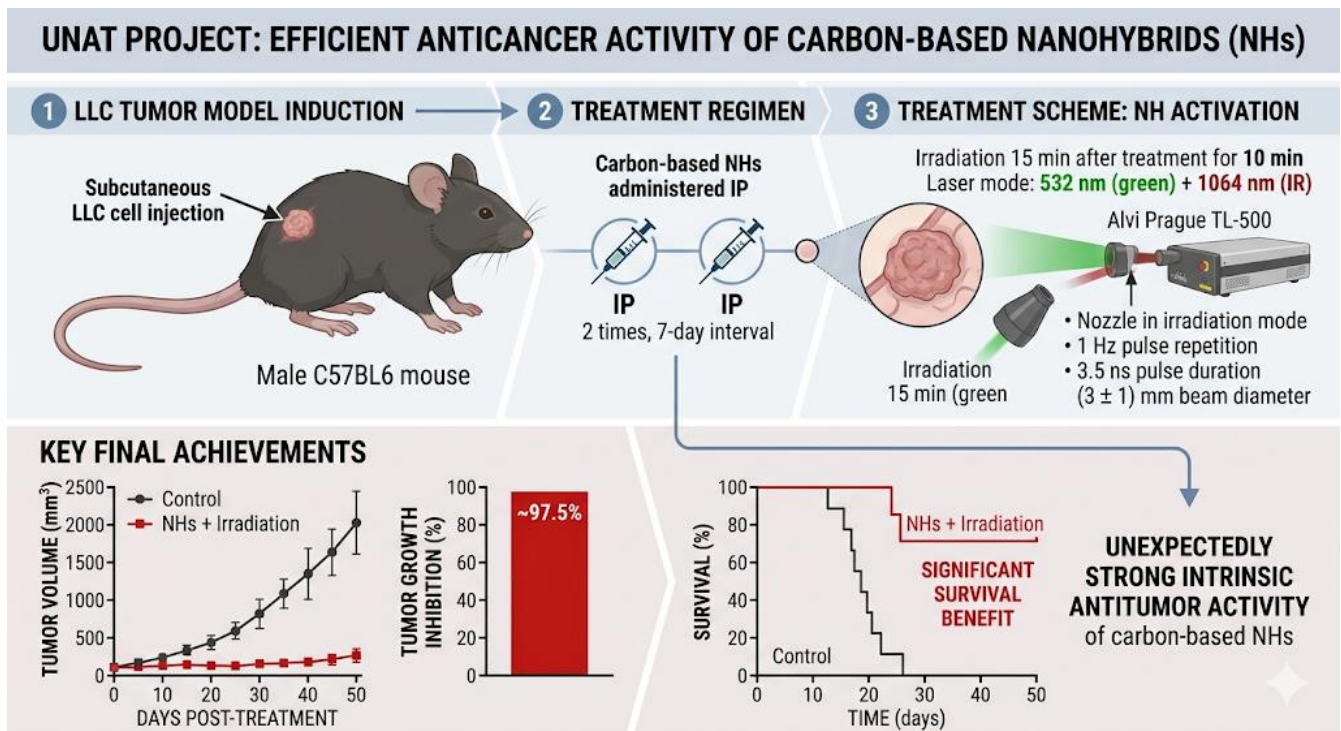 UNAT PROJECT: EFFICIENT ANTICANCER ACTIVITY OF CARBON-BASED NANOHYBRIDS (NHs)
1 LLC TUMOR MODEL INDUCTION
Subcutaneous
LLC cell injection
Male C57BL6 mouse
2 TREATMENT REGIMEN
Carbon-based NHs
administered IP
IP IP
2 times, 7-day interval
3 TREATMENT SCHEME: NH ACTIVATION
Irradiation 15 min after treatment for 10 min
Laser mode: 532 nm (green) + 1064 nm (IR)
Alvi Prague TL-500
Irradiation
15 min (green
• Nozzle in irradiation mode
• 1 Hz pulse repetition
• 3.5 ns pulse duration
(3 ± 1) mm beam diameter
KEY FINAL ACHIEVEMENTS
TUMOR VOLUME (mm³)
2500
2000
1500
1000
500
0
Control
NHs + Irradiation
0 10 20 30 40 50
DAYS POST-TREATMENT
TUMOR GROWTH
INHIBITION (%)
100
80
60
40
20
0
~97.5%
SURVIVAL (%)
100
80
60
40
20
0
NHs + Irradiation
SIGNIFICANT
SURVIVAL
BENEFIT
Control
0 10 20 30 40 50
TIME (days)
UNEXPECTEDLY
STRONG INTRINSIC
ANTITUMOR ACTIVITY
of carbon-based NHs